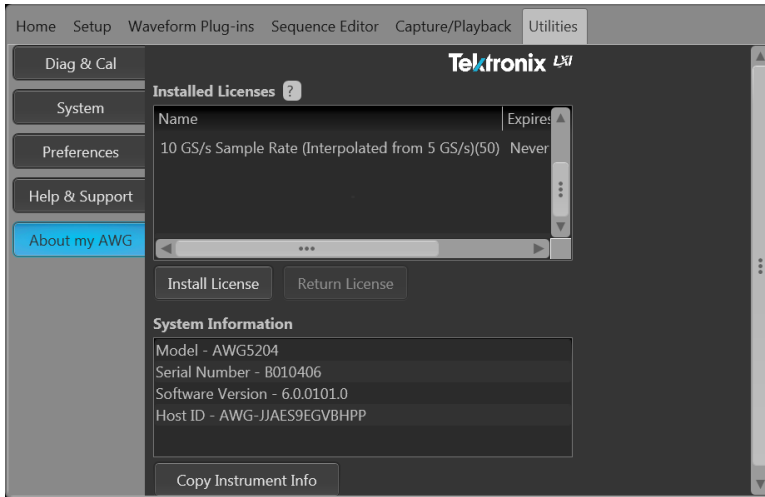 Home Setup Waveform Plug-ins Sequence Editor Capture/Playback Utilities
Diag & Cal
System
Preferences
Help & Support
About my AWG
Tektronix LXI
Installed Licenses ?
Name Expires
10 GS/s Sample Rate (Interpolated from 5 GS/s)(50) Never
Install License Return License
System Information
Model - AWG5204
Serial Number - B010406
Software Version - 6.0.0101.0
Host ID - AWG-JJAES9EGVBHPP
Copy Instrument Info